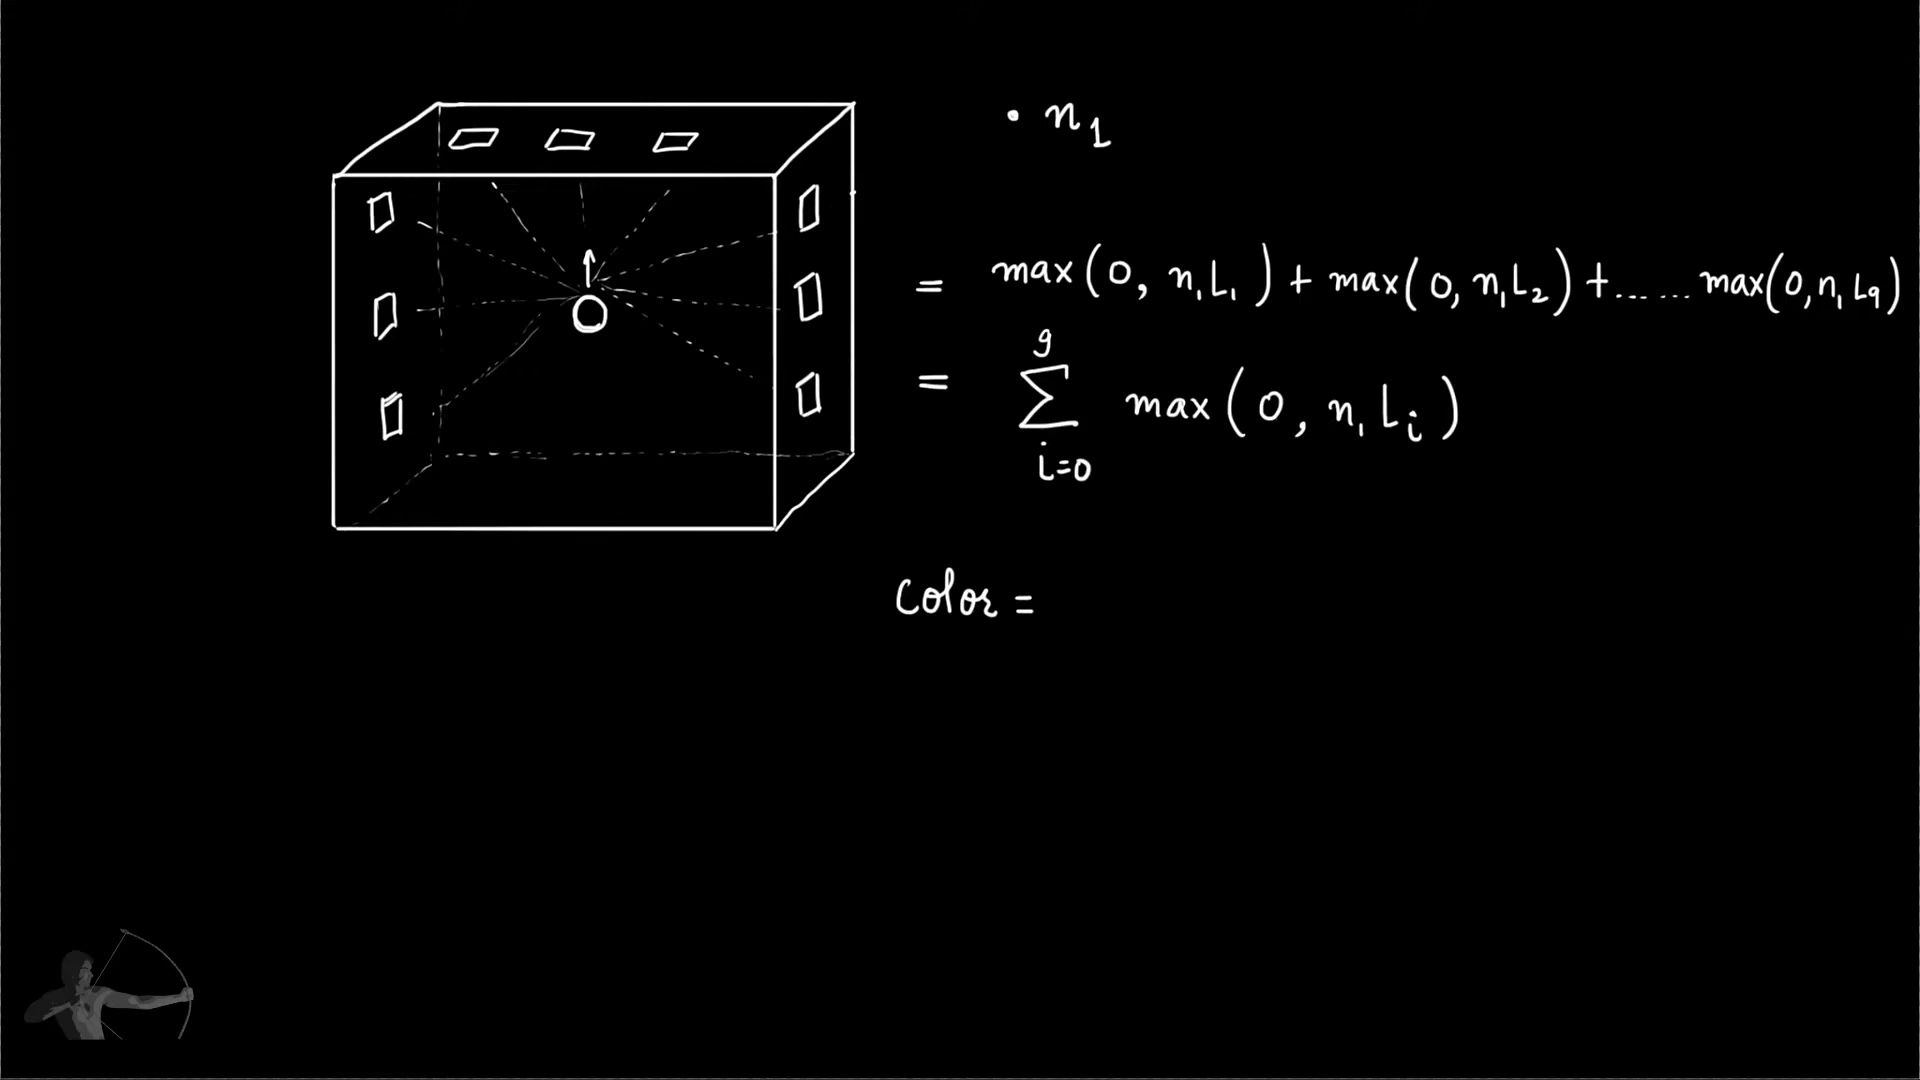 • n₁
= max(0, n₁L₁) + max(0, n₁L₂) + ...... max(0, n₁L₉)
= 9 ∑ i=0 max(0, n₁Lᵢ)
Color =